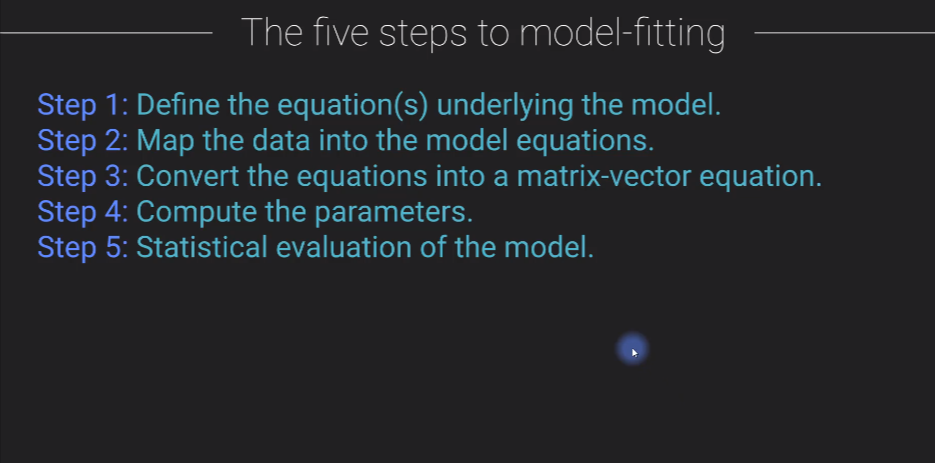 The five steps to model-fitting
Step 1: Define the equation(s) underlying the model.
Step 2: Map the data into the model equations.
Step 3: Convert the equations into a matrix-vector equation.
Step 4: Compute the parameters.
Step 5: Statistical evaluation of the model.